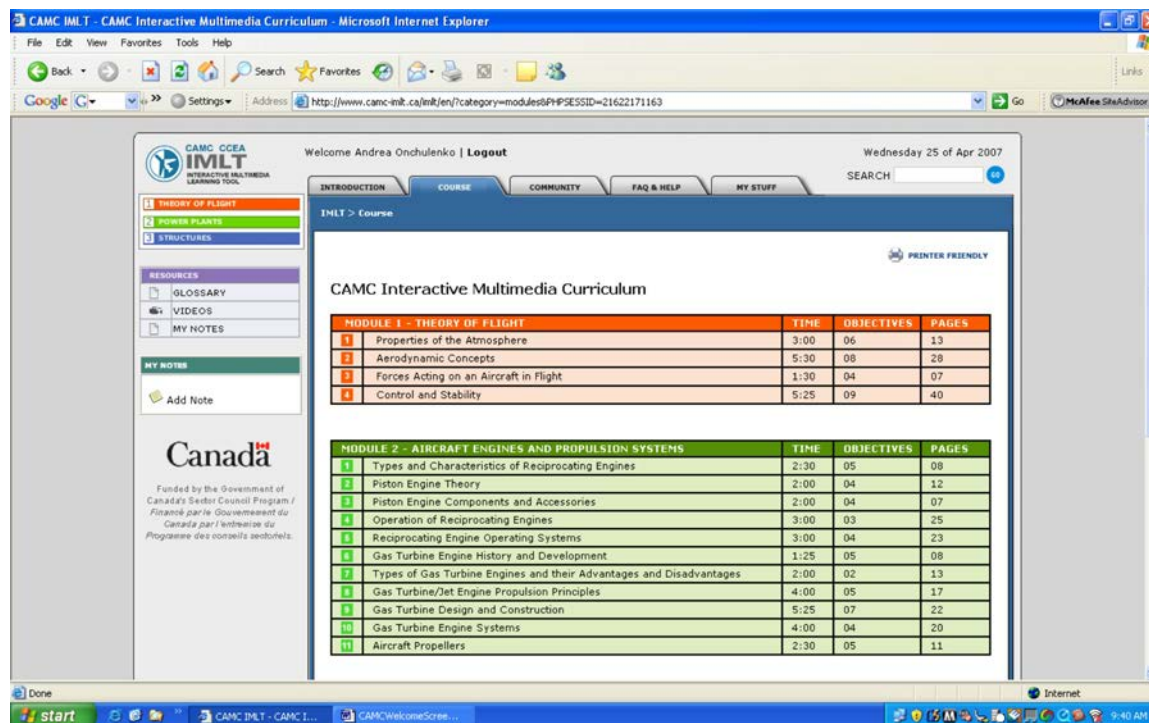 CAMC IMLT - CAMC Interactive Multimedia Curriculum - Microsoft Internet Explorer
File Edit View Favorites Tools Help
Back Search Favorites
Links
Google G Settings Address http://www.camc-imlt.ca/imlt/en/?category=modules&PHPSESSID=21622171163 Go McAfee SiteAdvisor
CAMC CCEA
IMLT
INTERACTIVE MULTIMEDIA
LEARNING TOOL
Welcome Andrea Onchulenko | Logout
Wednesday 25 of Apr 2007
SEARCH GO
INTRODUCTION COURSE COMMUNITY FAQ & HELP MY STUFF
1 THEORY OF FLIGHT
2 POWER PLANTS
3 STRUCTURES
IMLT > Course
RESOURCES
GLOSSARY
VIDEOS
MY NOTES
MY NOTES
Add Note
Canada
Funded by the Government of
Canada's Sector Council Program /
Financé par le Gouvernement du
Canada par l'entremise du
Programme des conseils sectoriels.
PRINTER FRIENDLY
CAMC Interactive Multimedia Curriculum
MODULE 1 - THEORY OF FLIGHT TIME OBJECTIVES PAGES
1 Properties of the Atmosphere 3:00 06 13
2 Aerodynamic Concepts 5:30 08 28
3 Forces Acting on an Aircraft in Flight 1:30 04 07
4 Control and Stability 5:25 09 40
MODULE 2 - AIRCRAFT ENGINES AND PROPULSION SYSTEMS TIME OBJECTIVES PAGES
1 Types and Characteristics of Reciprocating Engines 2:30 05 08
2 Piston Engine Theory 2:00 04 12
3 Piston Engine Components and Accessories 2:00 04 07
4 Operation of Reciprocating Engines 3:00 03 25
5 Reciprocating Engine Operating Systems 3:00 04 23
6 Gas Turbine Engine History and Development 1:25 05 08
7 Types of Gas Turbine Engines and their Advantages and Disadvantages 2:00 02 13
8 Gas Turbine/Jet Engine Propulsion Principles 4:00 05 17
9 Gas Turbine Design and Construction 5:25 07 22
10 Gas Turbine Engine Systems 4:00 04 20
11 Aircraft Propellers 2:30 05 11
Done Internet
start CAMC IMLT - CAMC I... CAMCWelcomeScree... 9:40 AM